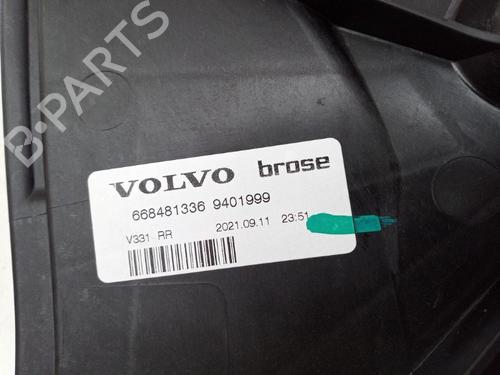 B-PARTS
VOLVO brose
668481336 9401999
V331 RR 2021.09.11 23:51